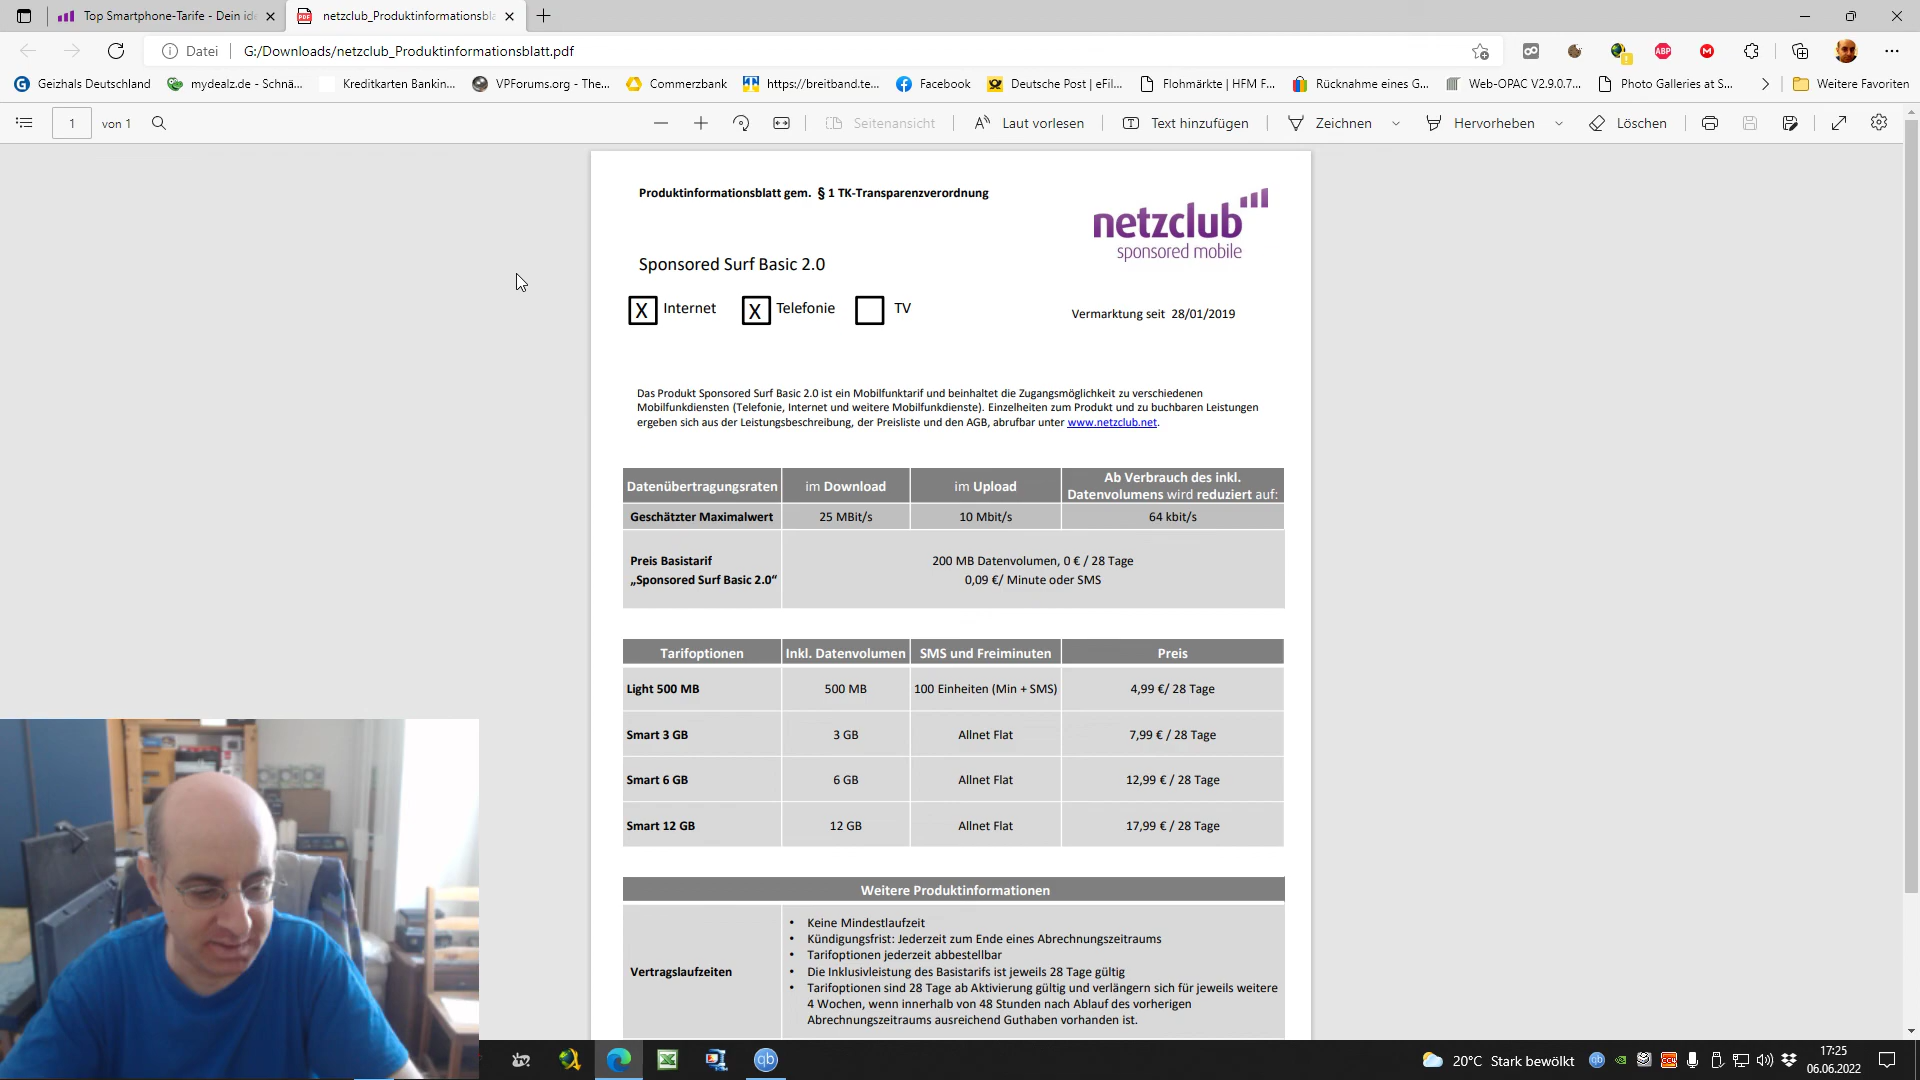 Top Smartphone-Tarife - Dein id
netzclub_Produktinformationsbla
Datei
G:/Downloads/netzclub_Produktinformationsblatt.pdf
Geizhals Deutschland
mydealz.de - Schnä...
Kreditkarten Bankin...
VPForums.org - The...
Commerzbank
https://breitband.te...
Facebook
Deutsche Post | eFil...
Flohmärkte | HFM F...
Rücknahme eines G...
Web-OPAC V2.9.0.7...
Photo Galleries at S...
Weitere Favoriten
1 von 1
Seitenansicht
Laut vorlesen
Text hinzufügen
Zeichnen
Hervorheben
Löschen
Produktinformationsblatt gem. § 1 TK-Transparenzverordnung
netzclub
sponsored mobile
Sponsored Surf Basic 2.0
X Internet X Telefonie TV
Vermarktung seit 28/01/2019
Das Produkt Sponsored Surf Basic 2.0 ist ein Mobilfunktarif und beinhaltet die Zugangsmöglichkeit zu verschiedenen
Mobilfunkdiensten (Telefonie, Internet und weitere Mobilfunkdienste). Einzelheiten zum Produkt und zu buchbaren Leistungen
ergeben sich aus der Leistungsbeschreibung, der Preisliste und den AGB, abrufbar unter www.netzclub.net.
Datenübertragungsraten im Download im Upload Ab Verbrauch des inkl.
Datenvolumens wird reduziert auf:
Geschätzter Maximalwert 25 MBit/s 10 Mbit/s 64 kbit/s
Preis Basistarif 200 MB Datenvolumen, 0 € / 28 Tage
„Sponsored Surf Basic 2.0“ 0,09 €/ Minute oder SMS
Tarifoptionen Inkl. Datenvolumen SMS und Freiminuten Preis
Light 500 MB 500 MB 100 Einheiten (Min + SMS) 4,99 €/ 28 Tage
Smart 3 GB 3 GB Allnet Flat 7,99 € / 28 Tage
Smart 6 GB 6 GB Allnet Flat 12,99 € / 28 Tage
Smart 12 GB 12 GB Allnet Flat 17,99 € / 28 Tage
Weitere Produktinformationen
Vertragslaufzeiten
• Keine Mindestlaufzeit
• Kündigungsfrist: Jederzeit zum Ende eines Abrechnungszeitraums
• Tarifoptionen jederzeit abbestellbar
• Die Inklusivleistung des Basistarifs ist jeweils 28 Tage gültig
• Tarifoptionen sind 28 Tage ab Aktivierung gültig und verlängern sich für jeweils weitere
4 Wochen, wenn innerhalb von 48 Stunden nach Ablauf des vorherigen
Abrechnungszeitraums ausreichend Guthaben vorhanden ist.
20°C Stark bewölkt
17:25
06.06.2022